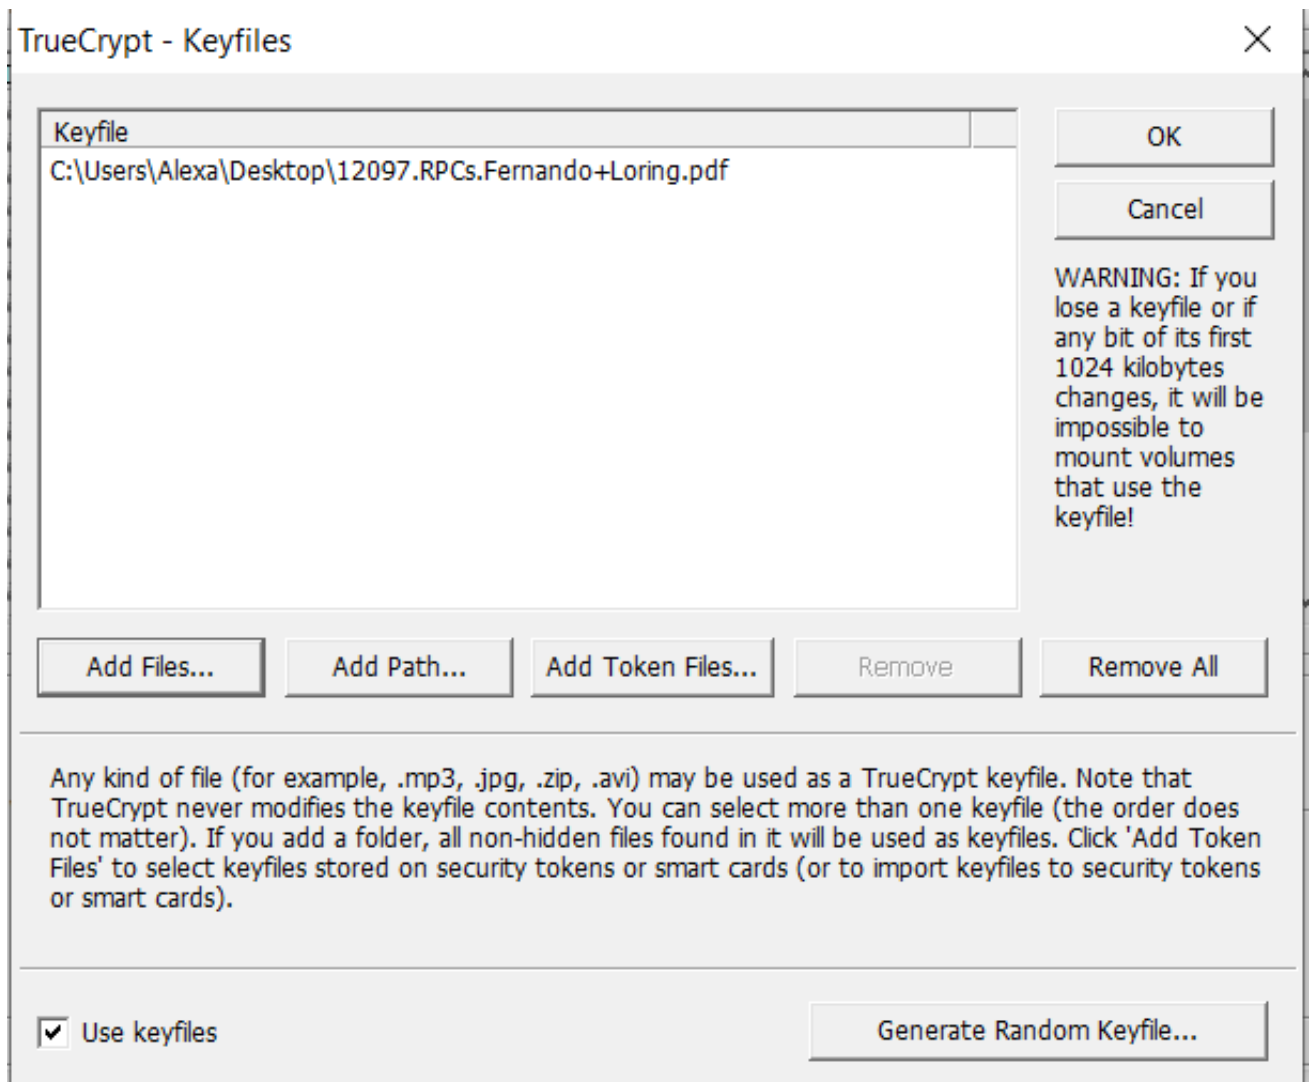 TrueCrypt - Keyfiles
Keyfile
C:\Users\Alexa\Desktop\12097.RPCs.Fernando+Loring.pdf
OK
Cancel
WARNING: If you
lose a keyfile or if
any bit of its first
1024 kilobytes
changes, it will be
impossible to
mount volumes
that use the
keyfile!
Add Files...
Add Path...
Add Token Files...
Remove
Remove All
Any kind of file (for example, .mp3, .jpg, .zip, .avi) may be used as a TrueCrypt keyfile. Note that
TrueCrypt never modifies the keyfile contents. You can select more than one keyfile (the order does
not matter). If you add a folder, all non-hidden files found in it will be used as keyfiles. Click 'Add Token
Files' to select keyfiles stored on security tokens or smart cards (or to import keyfiles to security tokens
or smart cards).
Use keyfiles
Generate Random Keyfile...